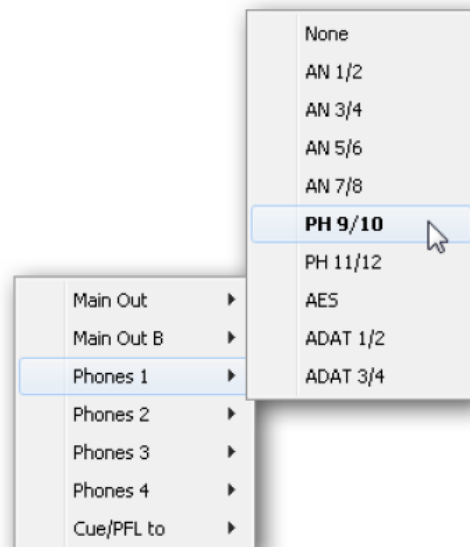 None
AN 1/2
AN 3/4
AN 5/6
AN 7/8
PH 9/10
PH 11/12
AES
ADAT 1/2
ADAT 3/4
Main Out
Main Out B
Phones 1
Phones 2
Phones 3
Phones 4
Cue/PFL to